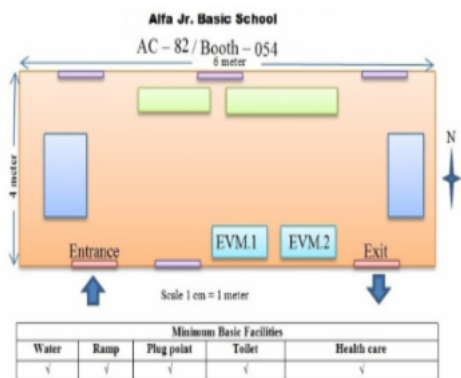 Alfa Jr. Basic School
AC – 82 / Booth – 054
6 meter
4 meter
N
EVM.1 EVM.2
Entrance Exit
Scale 1 cm = 1 meter
Minimum Basic Facilities
Water Ramp Plug point Toilet Health care
√ √ √ √ √